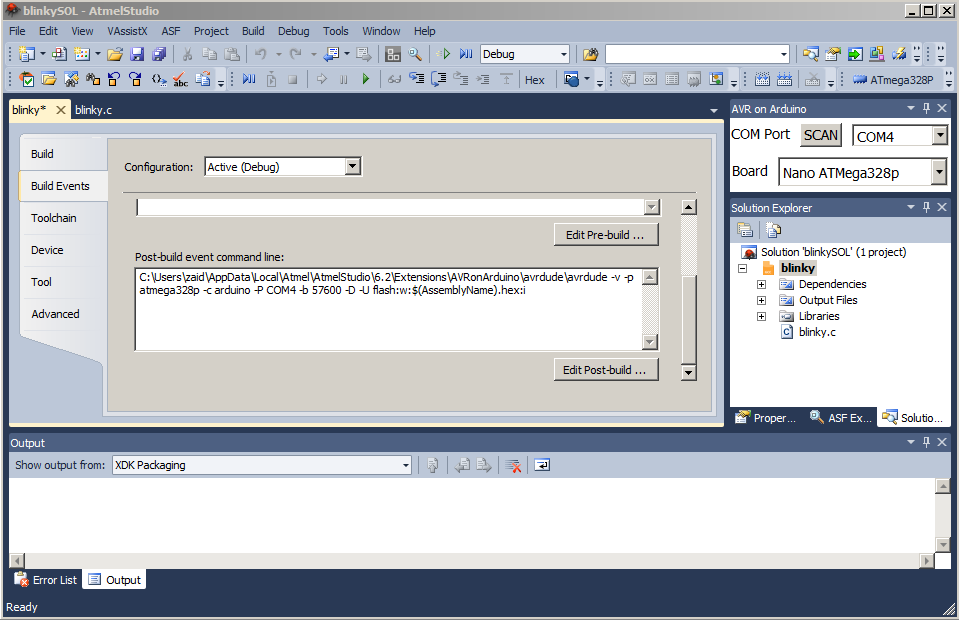 blinkySOL - AtmelStudio
File Edit View VAssistX ASF Project Build Debug Tools Window Help
Debug
abc Hex ATmega328P
blinky* blinky.c
AVR on Arduino
COM Port SCAN COM4
Board Nano ATMega328p
Build
Build Events
Toolchain
Device
Tool
Advanced
Configuration: Active (Debug)
Edit Pre-build ...
Post-build event command line:
C:\Users\zaid\AppData\Local\Atmel\AtmelStudio\6.2\Extensions\AVRonArduino\avrdude\avrdude -v -p
atmega328p -c arduino -P COM4 -b 57600 -D -U flash:w:$(AssemblyName).hex:i
Edit Post-build ...
Solution Explorer
Solution 'blinkySOL' (1 project)
blinky
Dependencies
Output Files
Libraries
blinky.c
Proper... ASF Ex... Solutio...
Output
Show output from: XDK Packaging
Error List Output
Ready